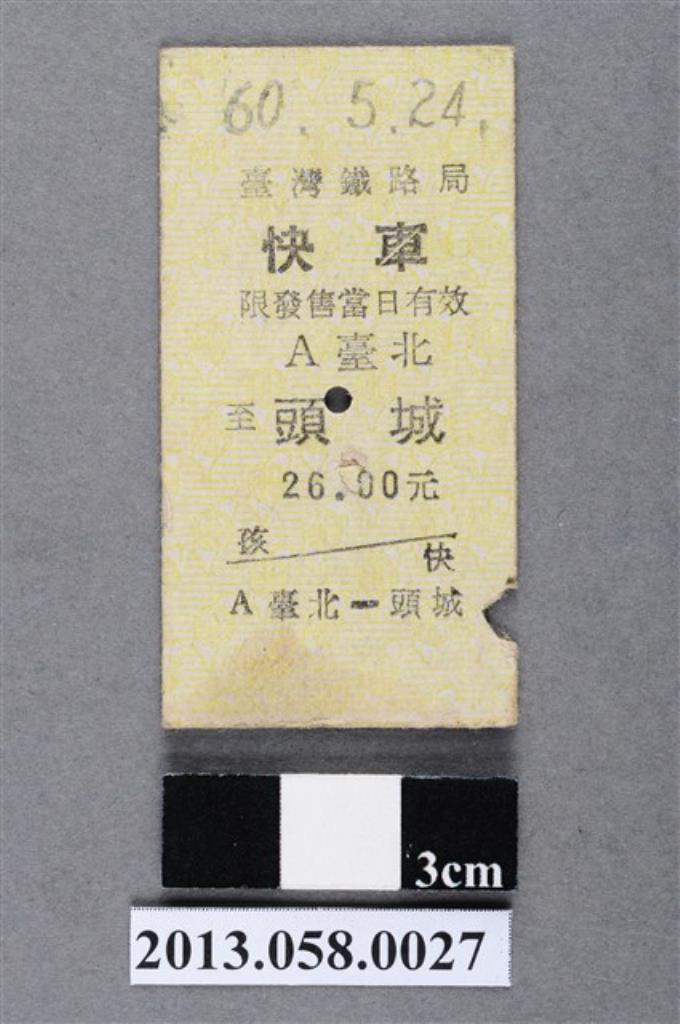 60. 5.24.
臺灣鐵路局
快車
限發售當日有效
A臺北
至頭城
26.00元
孩
快
A臺北-頭城
3cm
2013.058.0027